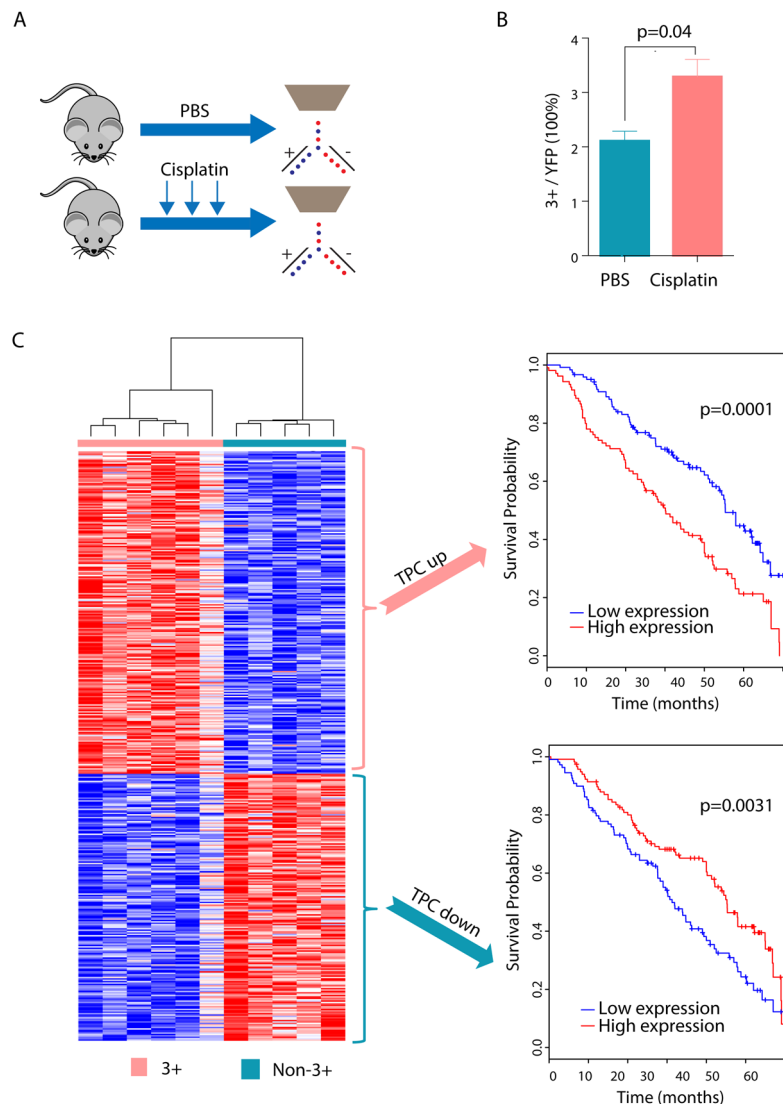 A
PBS
+
-
Cisplatin
+
-
B
p=0.04
3+ / YFP (100%)
4
3
2
1
0
PBS
Cisplatin
C
TPC up
TPC down
3+
Non-3+
p=0.0001
Survival Probability
1.0
0.8
0.6
0.4
0.2
0.0
Low expression
High expression
0 10 20 30 40 50 60
Time (months)
p=0.0031
Survival Probability
1.0
0.8
0.6
0.4
0.2
0.0
Low expression
High expression
0 10 20 30 40 50 60
Time (months)